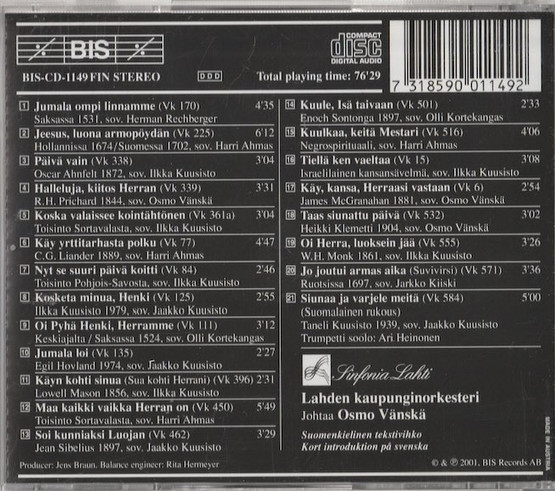 BIS
BIS-CD-1149 FIN STEREO
DDD
COMPACT
disc
DIGITAL AUDIO
Total playing time: 76'29
7 318590 011492
1 Jumala ompi linnamme (Vk 170) 4'35
Saksassa 1531, sov. Herman Rechberger
2 Jeesus, luona armopöydän (Vk 225) 6'12
Hollannissa 1674/Suomessa 1702, sov. Harri Ahmas
3 Päivä vain (Vk 338) 3'04
Oscar Ahnfelt 1872, sov. Ilkka Kuusisto
4 Halleluja, kiitos Herran (Vk 339) 3'31
R.H. Prichard 1844, sov. Osmo Vänskä
5 Koska valaissee kointähtönen (Vk 361a) 3'04
Toisinto Sortavalasta, sov. Ilkka Kuusisto
6 Käy yrttitarhasta polku (Vk 77) 4'47
C.G. Liander 1889, sov. Harri Ahmas
7 Nyt se suuri päivä koitti (Vk 84) 2'46
Toisinto Pohjois-Savosta, sov. Ilkka Kuusisto
8 Kosketa minua, Henki (Vk 125) 2'55
Ilkka Kuusisto 1979, sov. Jaakko Kuusisto
9 Oi Pyhä Henki, Herramme (Vk 111) 3'12
Keskiajalta / Saksassa 1524, sov. Olli Kortekangas
10 Jumala loi (Vk 135) 2'27
Egil Hovland 1974, sov. Jaakko Kuusisto
11 Käyn kohti sinua (Sua kohti Herrani) (Vk 396) 2'31
Lowell Mason 1856, sov. Ilkka Kuusisto
12 Maa kaikki vaikka Herran on (Vk 450) 5'49
Toisinto Sortavalasta, sov. Harri Ahmas
13 Soi kunniaksi Luojan (Vk 462) 3'29
Jean Sibelius 1897, sov. Jaakko Kuusisto
Producer: Jens Braun. Balance engineer: Rita Hermeyer
14 Kuule, Isä taivaan (Vk 501) 2'33
Enoch Sontonga 1897, sov. Olli Kortekangas
15 Kuulkaa, keitä Mestari (Vk 516) 4'06
Negrospirituaali, sov. Harri Ahmas
16 Tiellä ken vaeltaa (Vk 15) 3'08
Israelilainen kansansävelmä, sov. Ilkka Kuusisto
17 Käy, kansa, Herraasi vastaan (Vk 6) 2'54
James McGranahan 1881, sov. Osmo Vänskä
18 Taas siunattu päivä (Vk 532) 3'02
Heikki Klemetti 1904, sov. Osmo Vänskä
19 Oi Herra, luoksein jää (Vk 555) 3'26
W.H. Monk 1861, sov. Ilkka Kuusisto
20 Jo joutui armas aika (Suvivirsi) (Vk 571) 3'36
Ruotsissa 1697, sov. Jarkko Kiiski
21 Siunaa ja varjele meitä (Vk 584) 5'00
(Suomalainen rukous)
Taneli Kuusisto 1939, sov. Jaakko Kuusisto
Trumpetti soolo: Ari Heinonen
Sinfonia Lahti
Lahden kaupunginorkesteri
Johtaa Osmo Vänskä
Suomenkielinen tekstivihko
Kort introduktion på svenska
© & ℗ 2001, BIS Records AB
MADE IN AUSTRIA